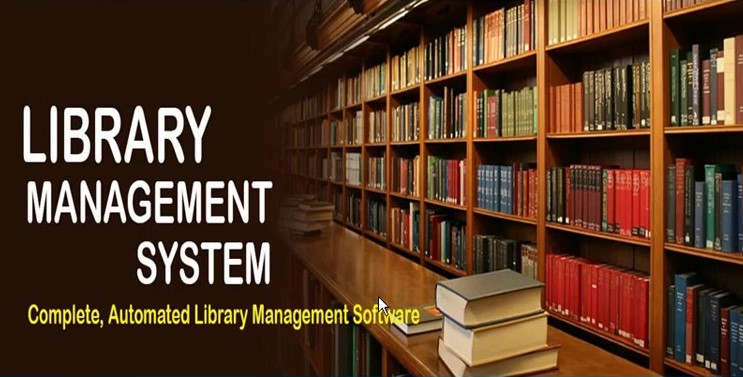 LIBRARY
MANAGEMENT
SYSTEM
Complete, Automated Library Management Software